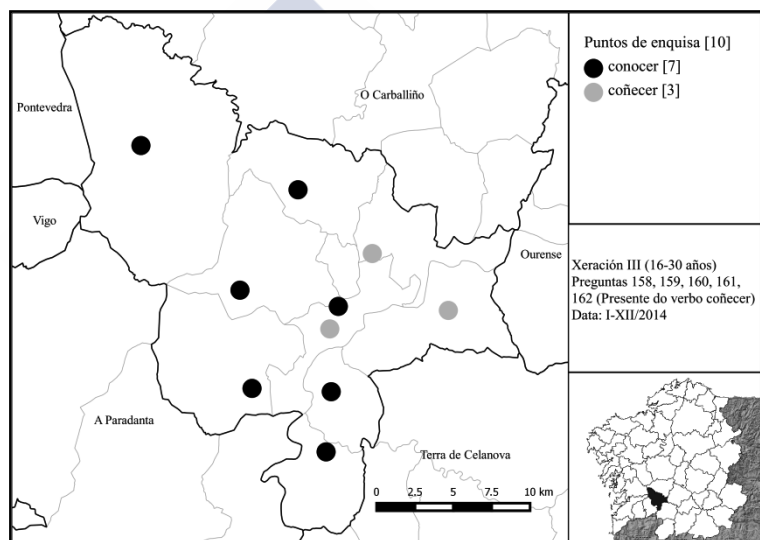 Pontevedra
O Carballiño
Vigo
Ourense
A Paradanta
Terra de Celanova
0 2,5 5 7,5 10 km
Puntos de enquisa [10]
conocer [7]
coñecer [3]
Xeración III (16-30 años)
Preguntas 158, 159, 160, 161,
162 (Presente do verbo coñecer)
Data: I-XII/2014